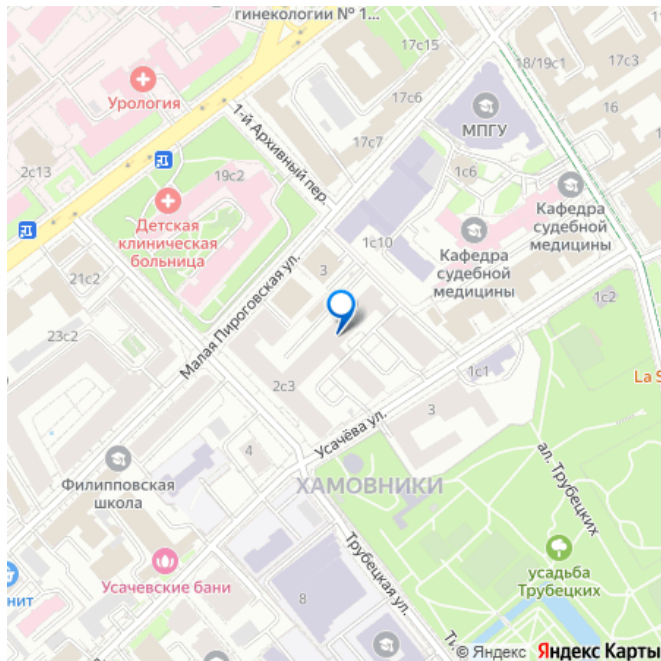 гинекологии № 1...
17с15
18/19с1
Урология
17с6
16
МПГУ
1-й Архивный пер.
17с7
2с13
19с2
1с6
Детская
клиническая
больница
Кафедра
судебной
медицины
1с10
Кафедра
судебной
медицины
3
21с2
Малая Пироговская ул.
1с2
23с2
2с3
1с1
La S
3
Усачёва ул.
4
ал. Трубецких
Филипповская
школа
ХАМОВНИКИ
Трубецкая ул.
усадьба
Трубецких
Усачевские бани
нит
8
Ти
© Яндекс Яндекс Карты